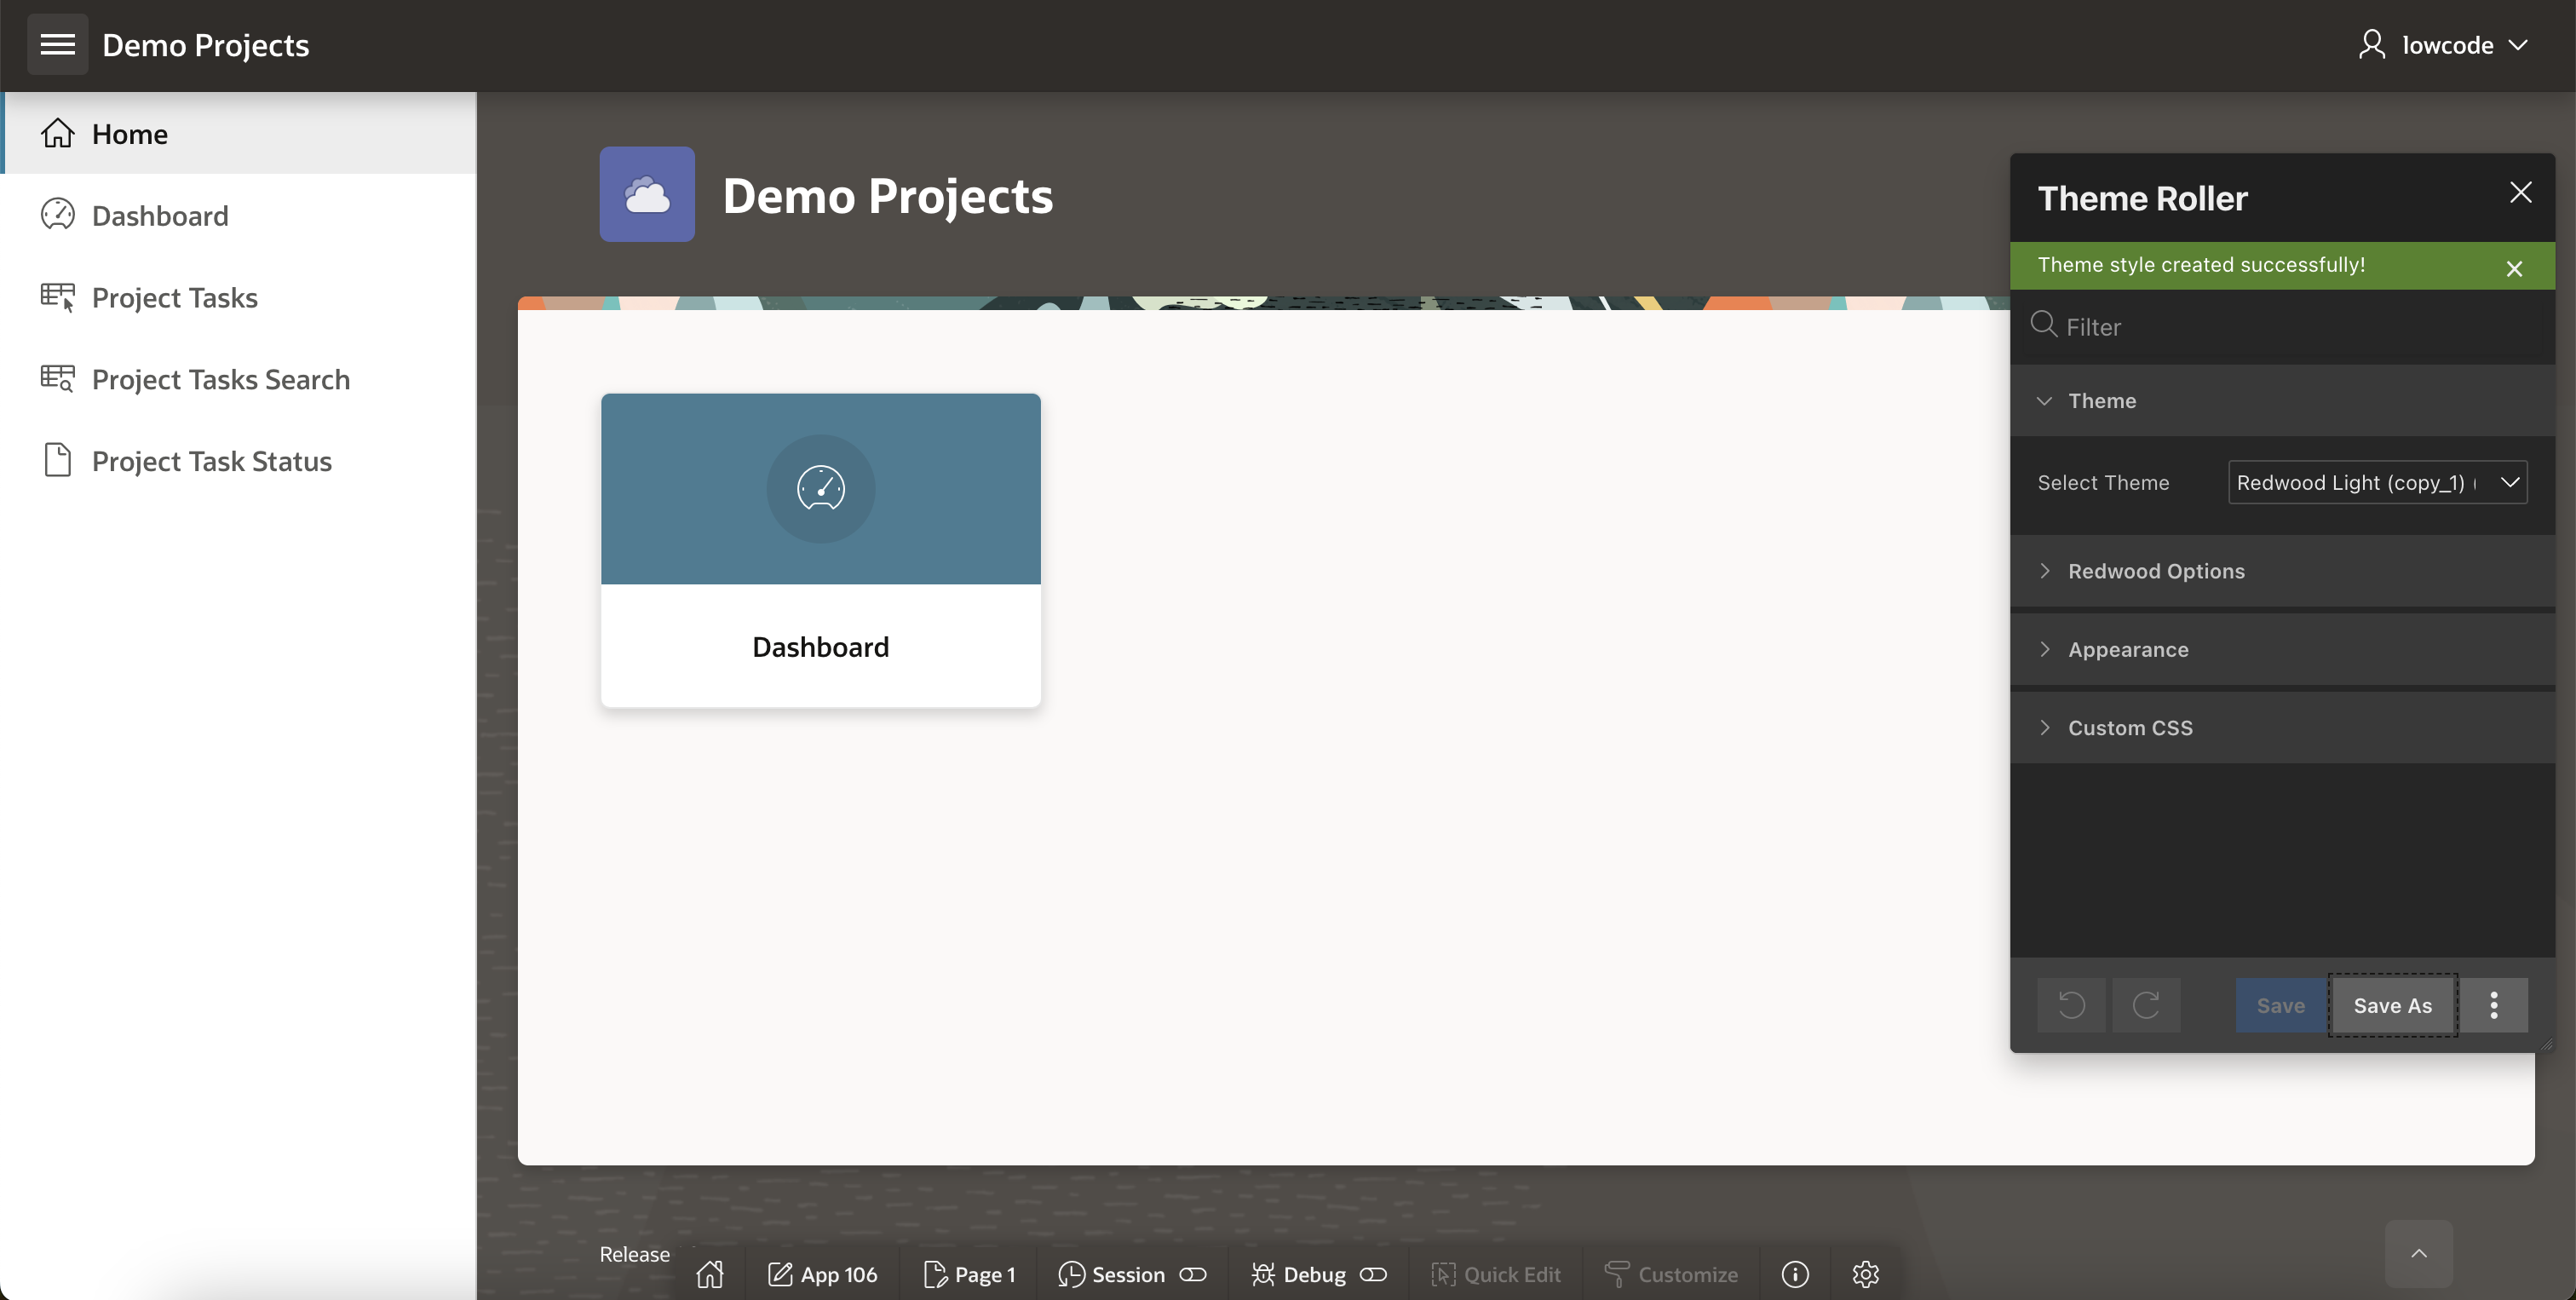 Demo Projects
lowcode
Home
Dashboard
Project Tasks
Project Tasks Search
Project Task Status
Demo Projects
Dashboard
Theme Roller
Theme style created successfully!
Filter
Theme
Select Theme
Redwood Light (copy_1) (
Redwood Options
Appearance
Custom CSS
Save
Save As
Release
App 106
Page 1
Session
Debug
Quick Edit
Customize